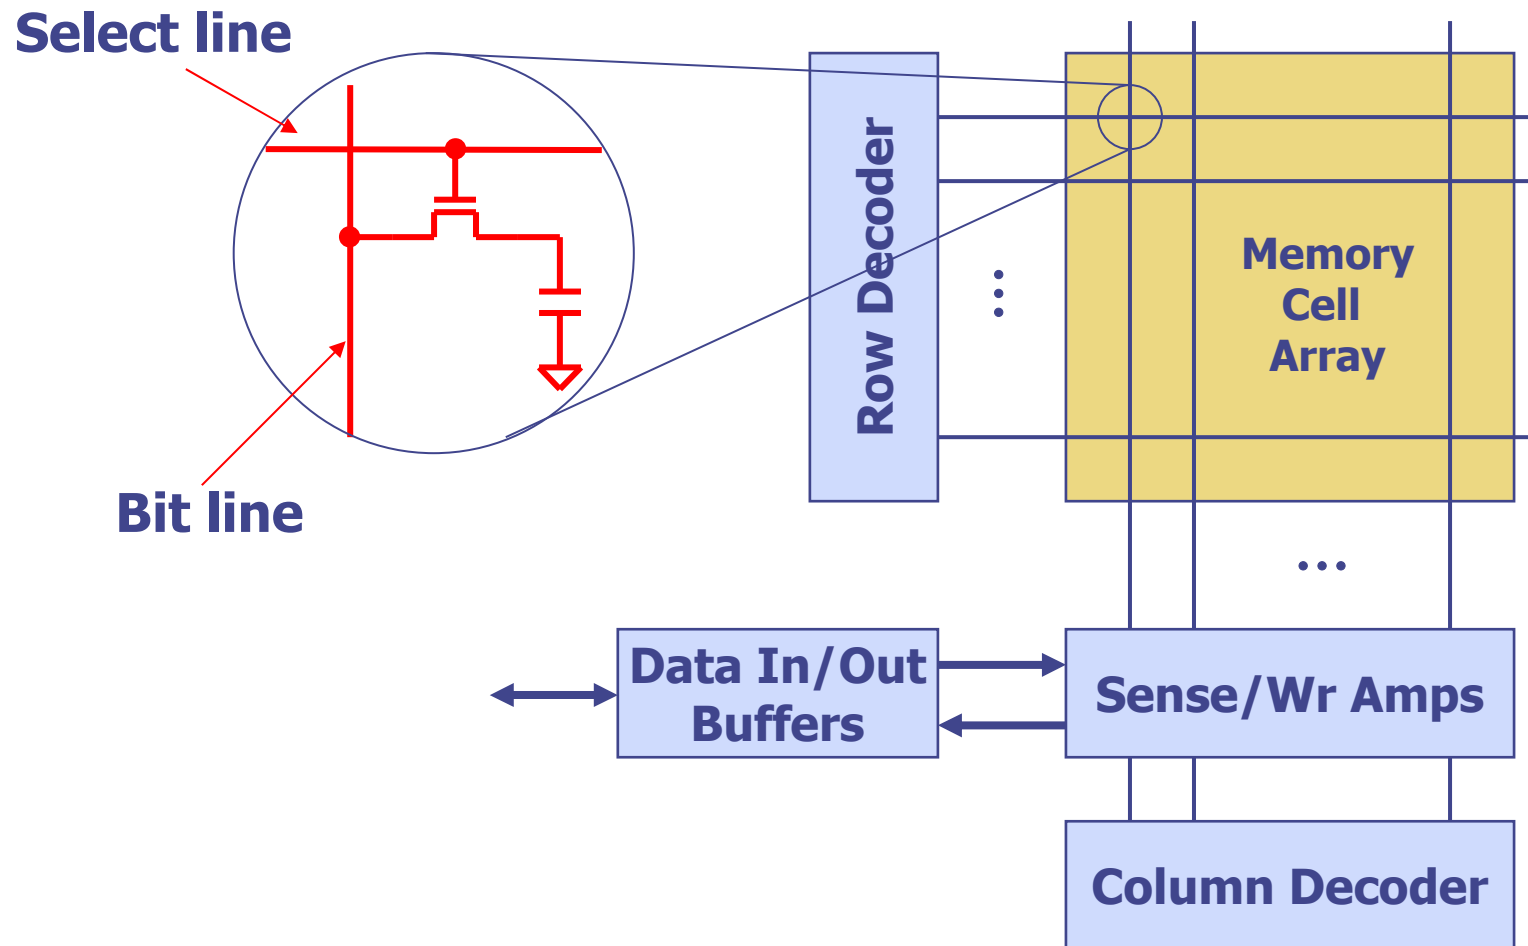 Select line
Bit line
Row Decoder
Memory
Cell
Array
...
...
Data In/Out
Buffers
Sense/Wr Amps
Column Decoder